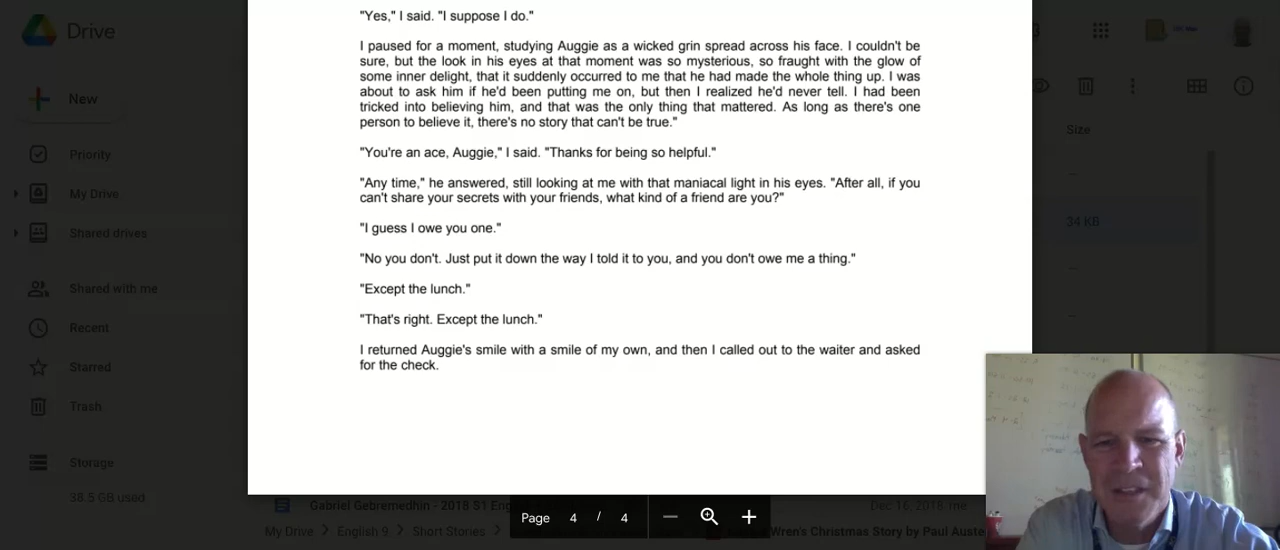 "Yes," I said. "I suppose I do."
Drive
I paused for a moment, studying Auggie as a wicked grin spread across his face. I couldn't be
sure, but the look in his eyes at that moment was so mysterious, so fraught with the glow of
some inner delight, that it suddenly occurred to me that he had made the whole thing up. I was
about to ask him if he'd been putting me on, but then I realized he'd never tell. I had been
tricked into believing him, and that was the only thing that mattered. As long as there's one
person to believe it, there's no story that can't be true."
New
Size
"You're an ace, Auggie," I said. "Thanks for being so helpful."
Priority
"Any time," he answered, still looking at me with that maniacal light in his eyes. "After all, if you
can't share your secrets with your friends, what kind of a friend are you?"
My Drive
"I guess I owe you one."
34 KB
Shared drives
"No you don't. Just put it down the way I told it to you, and you don't owe me a thing."
"Except the lunch."
Shared with me
"That's right. Except the lunch."
Recent
I returned Auggie's smile with a smile of my own, and then I called out to the waiter and asked
for the check.
Starred
Trash
Storage
38.5 GB used
Gabriel Gebremedhin - 2018 S1 Eng
Dec 16, 2018 me
Page 4 / 4
My Drive > English 9 > Short Stories > Wren's Christmas Story by Paul Auste